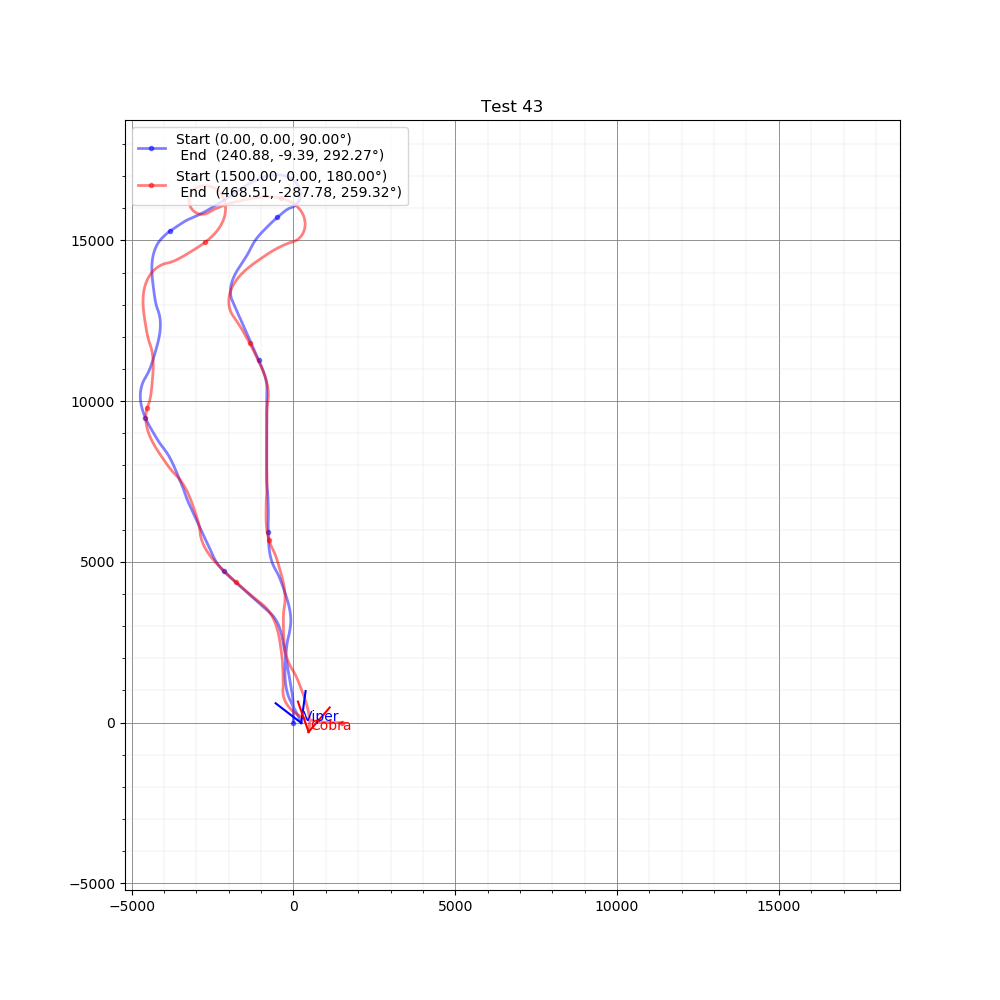 Test 43
Start (0.00, 0.00, 90.00°)
End (240.88, -9.39, 292.27°)
Start (1500.00, 0.00, 180.00°)
End (468.51, -287.78, 259.32°)
15000
10000
5000
0
−5000
Viper
Cobra
−5000
0
5000
10000
15000